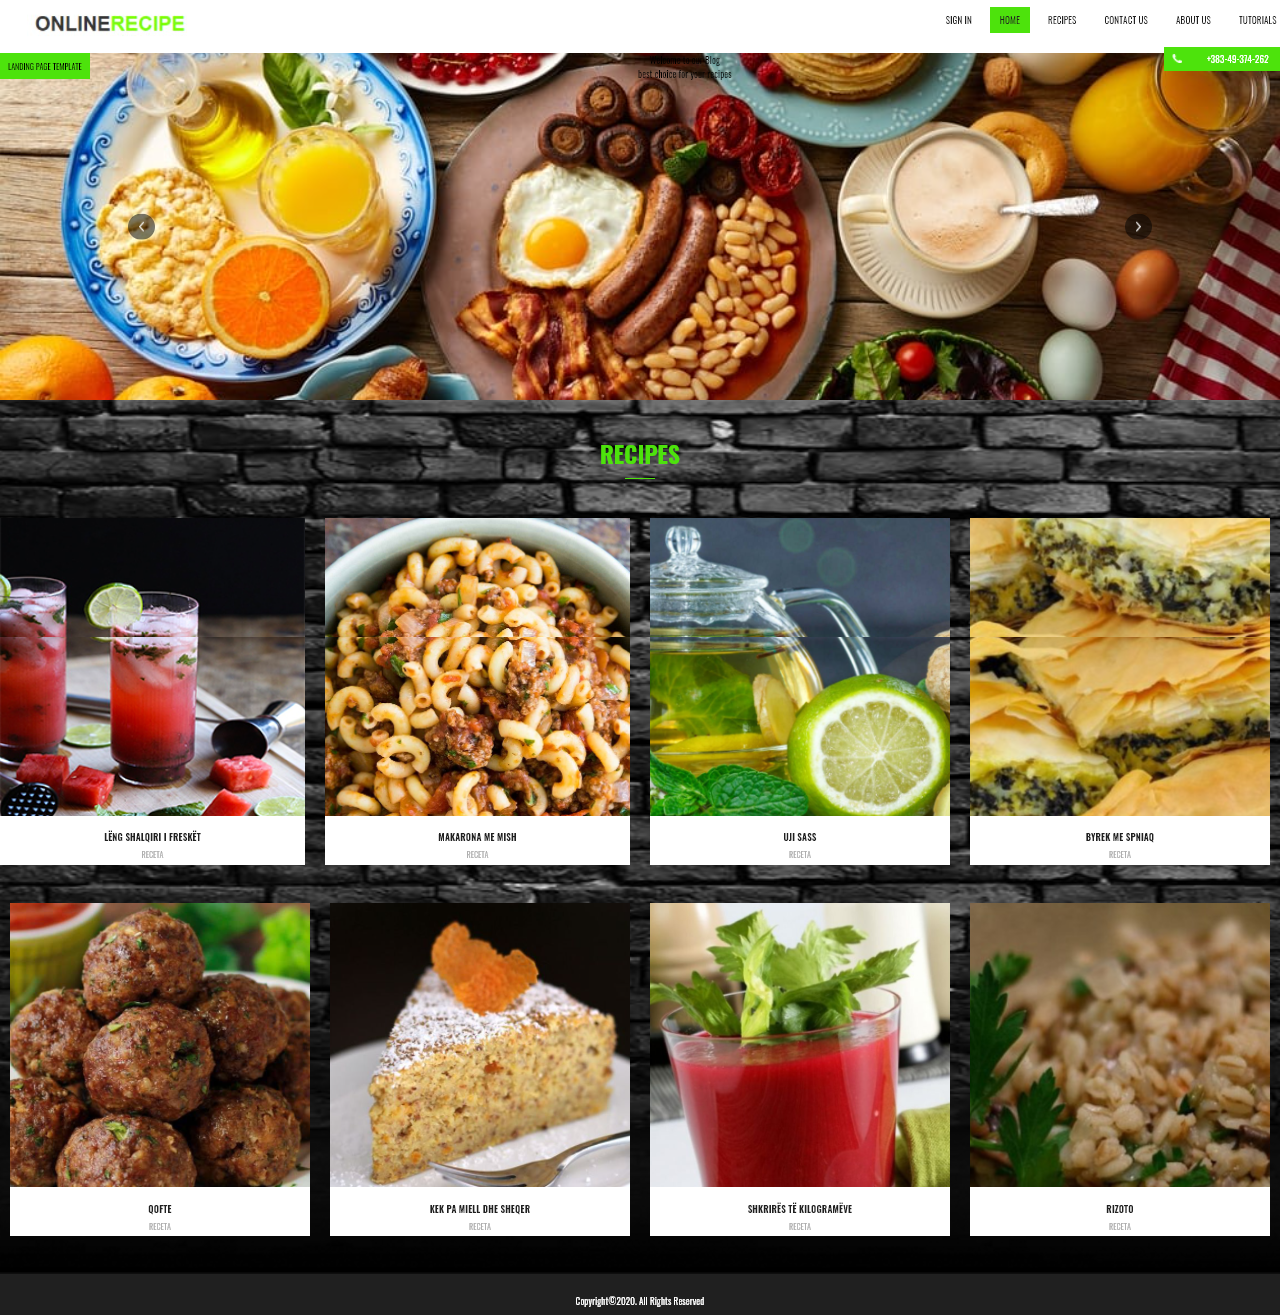 ONLINERECIPE
SIGN IN
HOME
RECIPES
CONTACT US
ABOUT US
TUTORIALS
LANDING PAGE TEMPLATE
Welcome to our Blog
best choice for your recipes
+383-49-374-262
RECIPES
LËNG SHALQIRI I FRESKËT
RECETA
MAKARONA ME MISH
RECETA
UJI SASS
RECETA
BYREK ME SPNIAQ
RECETA
QOFTE
RECETA
KEK PA MIELL DHE SHEQER
RECETA
SHKRIRËS TË KILOGRAMËVE
RECETA
RIZOTO
RECETA
Copyright©2020. All Rights Reserved